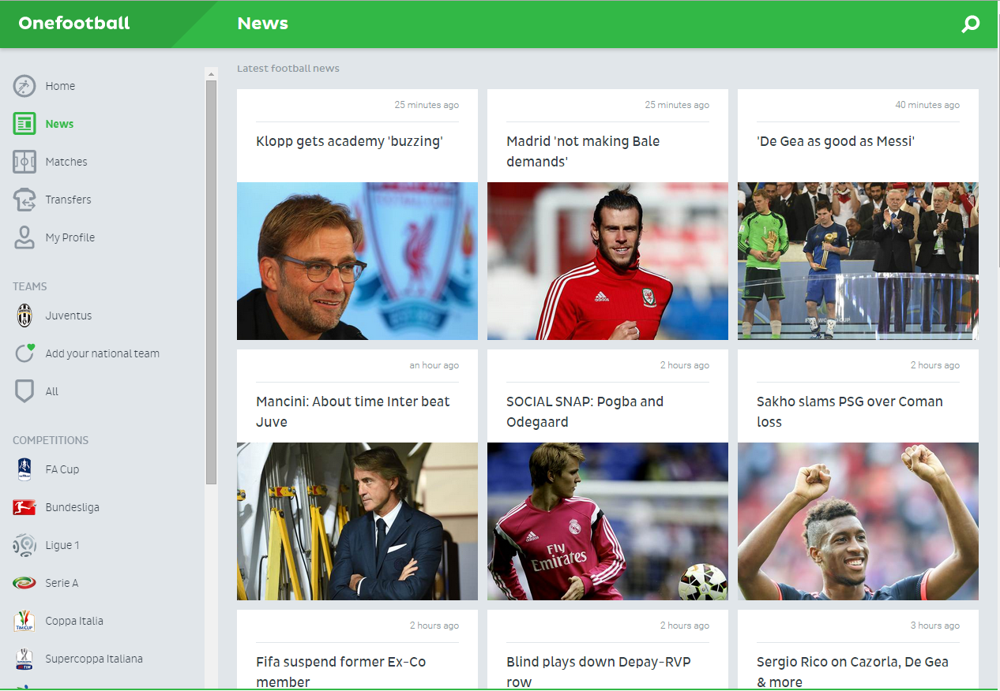 Onefootball
News
Home
News
Matches
Transfers
My Profile
TEAMS
Juventus
Add your national team
All
COMPETITIONS
FA Cup
Bundesliga
Ligue 1
Serie A
TIM CUP
Coppa Italia
TIM
Supercoppa Italiana
Latest football news
25 minutes ago
Klopp gets academy 'buzzing'
25 minutes ago
Madrid 'not making Bale
demands'
adidas
40 minutes ago
'De Gea as good as Messi'
an hour ago
Mancini: About time Inter beat
Juve
2 hours ago
SOCIAL SNAP: Pogba and
Odegaard
adidas
Fly
Emirates
2 hours ago
Sakho slams PSG over Coman
loss
2 hours ago
Fifa suspend former Ex-Co
member
2 hours ago
Blind plays down Depay-RVP
row
3 hours ago
Sergio Rico on Cazorla, De Gea
& more